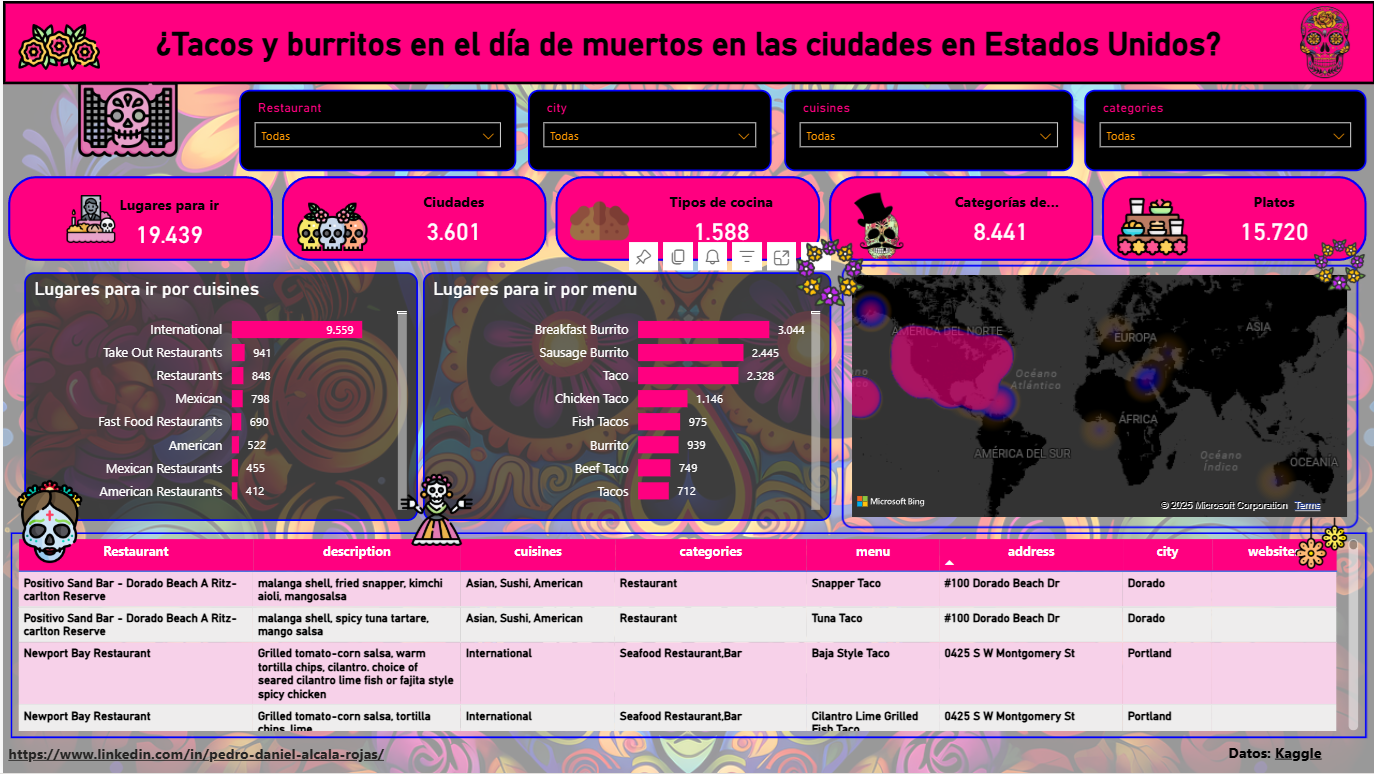 ¿Tacos y burritos en el día de muertos en las ciudades en Estados Unidos?
Restaurant
Todas
city
Todas
cuisines
Todas
categories
Todas
Lugares para ir
19.439
Ciudades
3.601
Tipos de cocina
1.588
Categorías de...
8.441
Platos
15.720
Lugares para ir por cuisines
International 9.559
Take Out Restaurants 941
Restaurants 848
Mexican 798
Fast Food Restaurants 690
American 522
Mexican Restaurants 455
American Restaurants 412
Lugares para ir por menu
Breakfast Burrito 3.044
Sausage Burrito 2.445
Taco 2.328
Chicken Taco 1.146
Fish Tacos 975
Burrito 939
Beef Taco 749
Tacos 712
AMÉRICA DEL NORTE
EUROPA
ASIA
Océano
Atlántico
ÁFRICA
AMÉRICA DEL SUR
Océano
Índico
OCEANÍA
Microsoft Bing
© 2025 Microsoft Corporation Terms
Restaurant description cuisines categories menu address city
Positivo Sand Bar - Dorado Beach A Ritz-
carlton Reserve
malanga shell, fried snapper, kimchi
aioli, mangosalsa
Asian, Sushi, American
Restaurant
Snapper Taco
#100 Dorado Beach Dr
Dorado
Positivo Sand Bar - Dorado Beach A Ritz-
carlton Reserve
malanga shell, spicy tuna tartare,
mango salsa
Asian, Sushi, American
Restaurant
Tuna Taco
#100 Dorado Beach Dr
Dorado
Newport Bay Restaurant
Grilled tomato-corn salsa, warm
tortilla chips, cilantro. choice of
seared cilantro lime fish or fajita style
spicy chicken
International
Seafood Restaurant,Bar
Baja Style Taco
0425 S W Montgomery St
Portland
Newport Bay Restaurant
Grilled tomato-corn salsa, tortilla
chips, lime
International
Seafood Restaurant,Bar
Cilantro Lime Grilled
Fish Taco
0425 S W Montgomery St
Portland
https://www.linkedin.com/in/pedro-daniel-alcala-rojas/
Datos: Kaggle